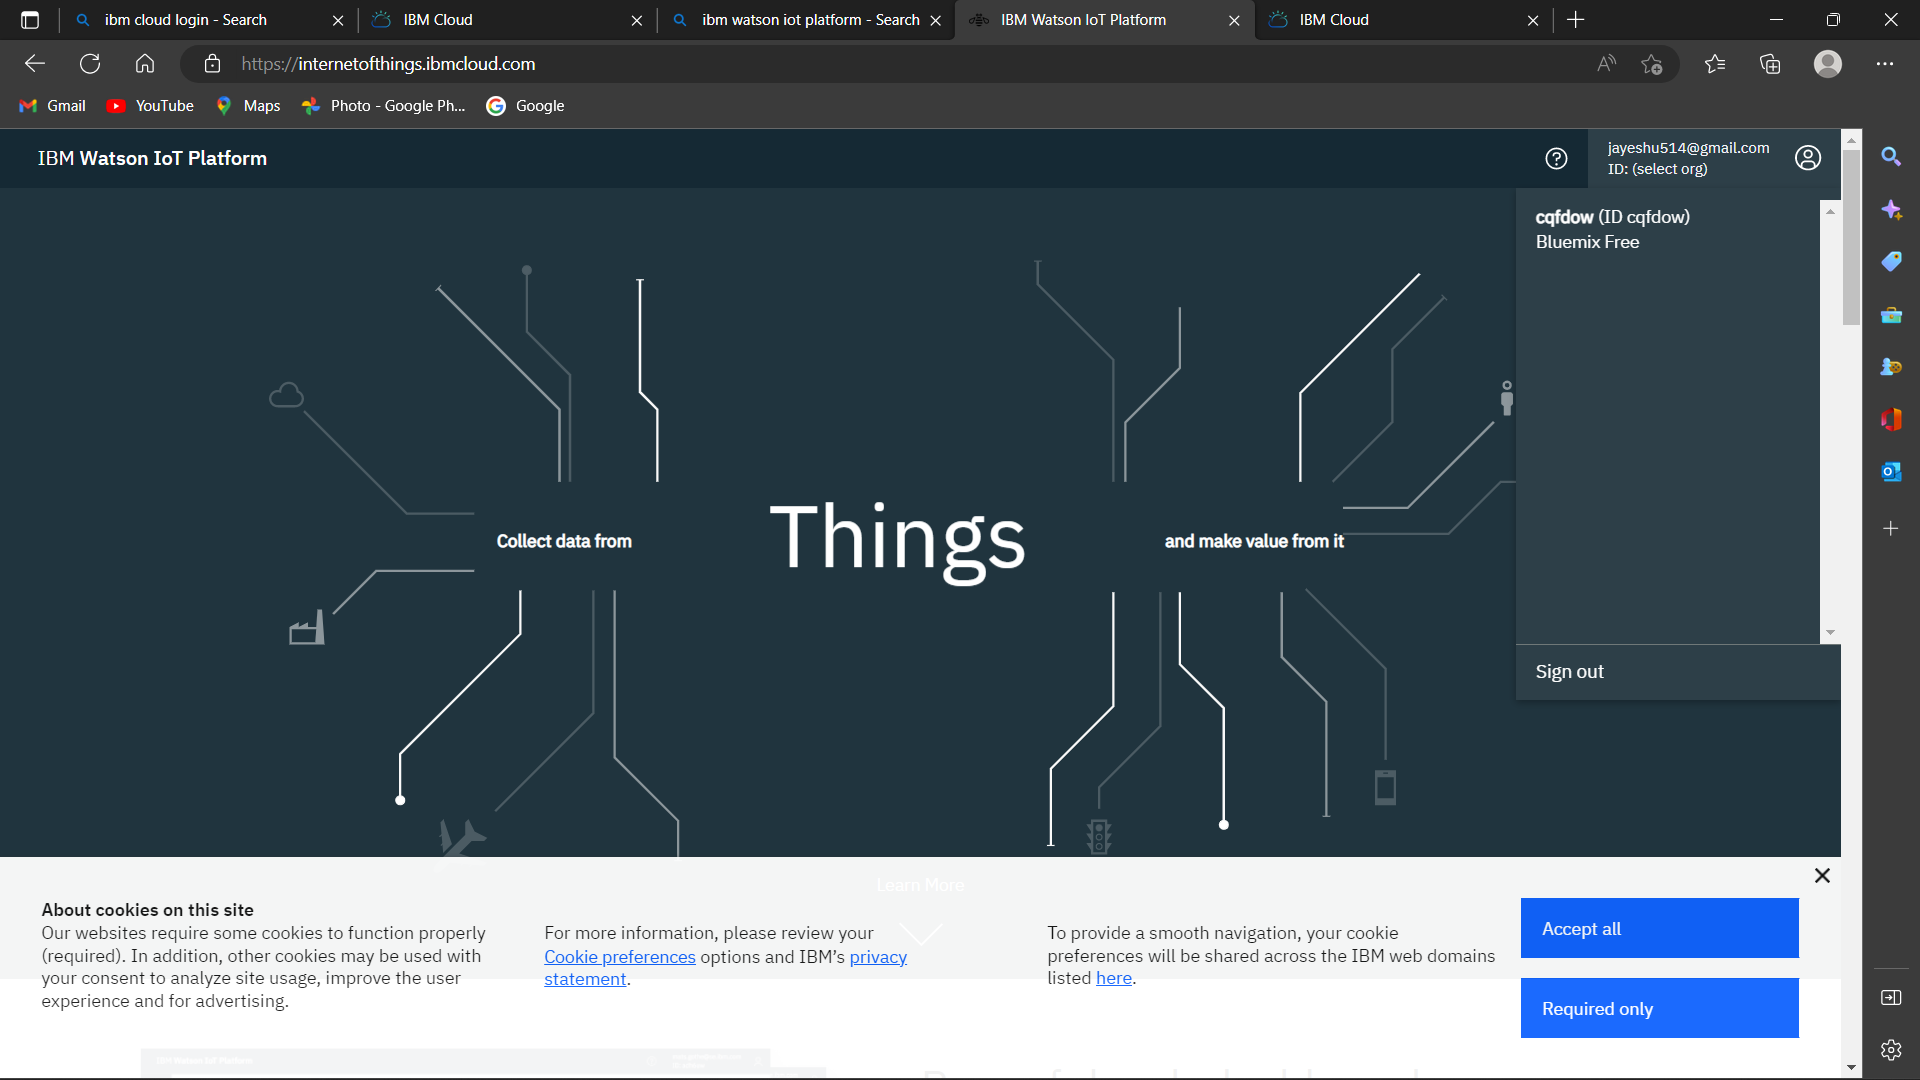 ibm cloud login - Search
IBM Cloud
ibm watson iot platform - Search
IBM Watson IoT Platform
IBM Cloud
https://internetofthings.ibmcloud.com
Gmail
YouTube
Maps
Photo - Google Ph...
Google
IBM Watson IoT Platform
jayeshu514@gmail.com
ID: (select org)
cqfdow (ID cqfdow)
Bluemix Free
Sign out
Collect data from
Things
and make value from it
Learn More
About cookies on this site
Our websites require some cookies to function properly
(required). In addition, other cookies may be used with
your consent to analyze site usage, improve the user
experience and for advertising.
For more information, please review your
Cookie preferences options and IBM's privacy
statement.
To provide a smooth navigation, your cookie
preferences will be shared across the IBM web domains
listed here.
Accept all
Required only
IBM Watson IoT Platform